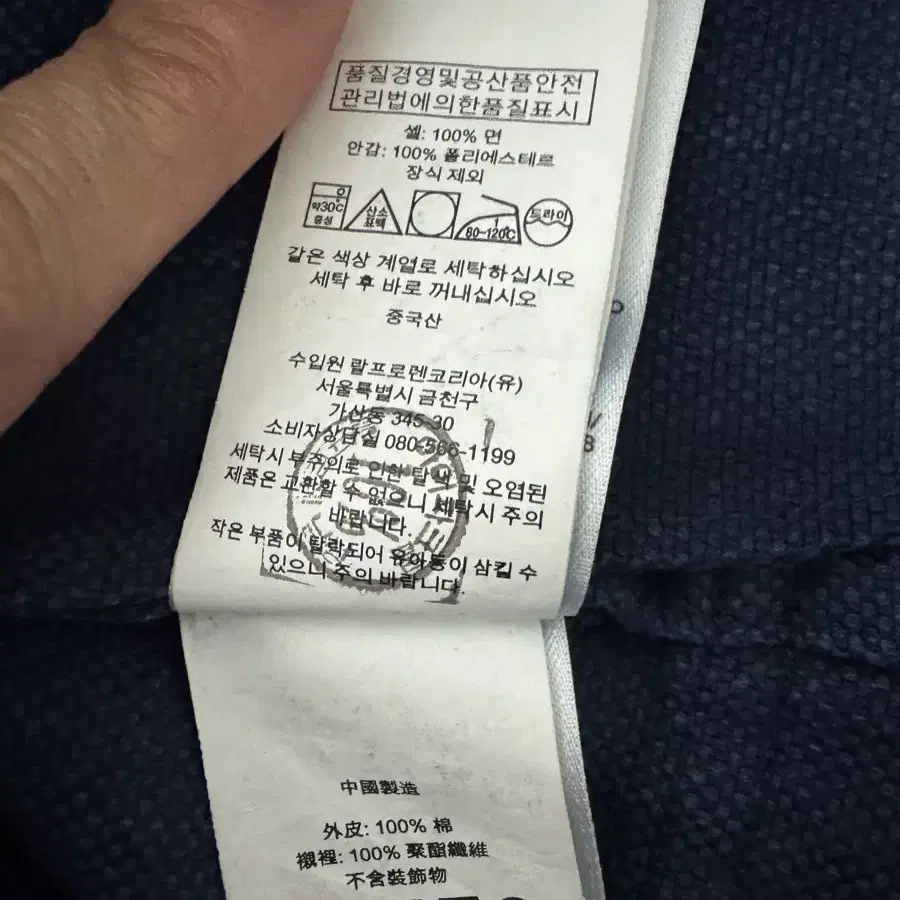 품질경영및공산품안전
관리법에의한품질표시
셀: 100% 면
안감: 100% 폴리에스테르
장식 제외
약30℃
중성
산소
표백
80-120℃
드라이
같은 색상 계열로 세탁하십시오
세탁 후 바로 꺼내십시오
중국산
수입원 랄프로렌코리아(유)
서울특별시 금천구
가산동 345-30
소비자상담실 080-566-1199
세탁시 부주의로 인한 탈색 및 오염된
제품은 교환할 수 없으니 세탁시 주의
바랍니다.
작은 부품이 탈락되어 유아동이 삼킬 수
있으니 주의 바랍니다.
中國製造
外皮: 100% 棉
襯裡: 100% 聚酯纖維
不含裝飾物